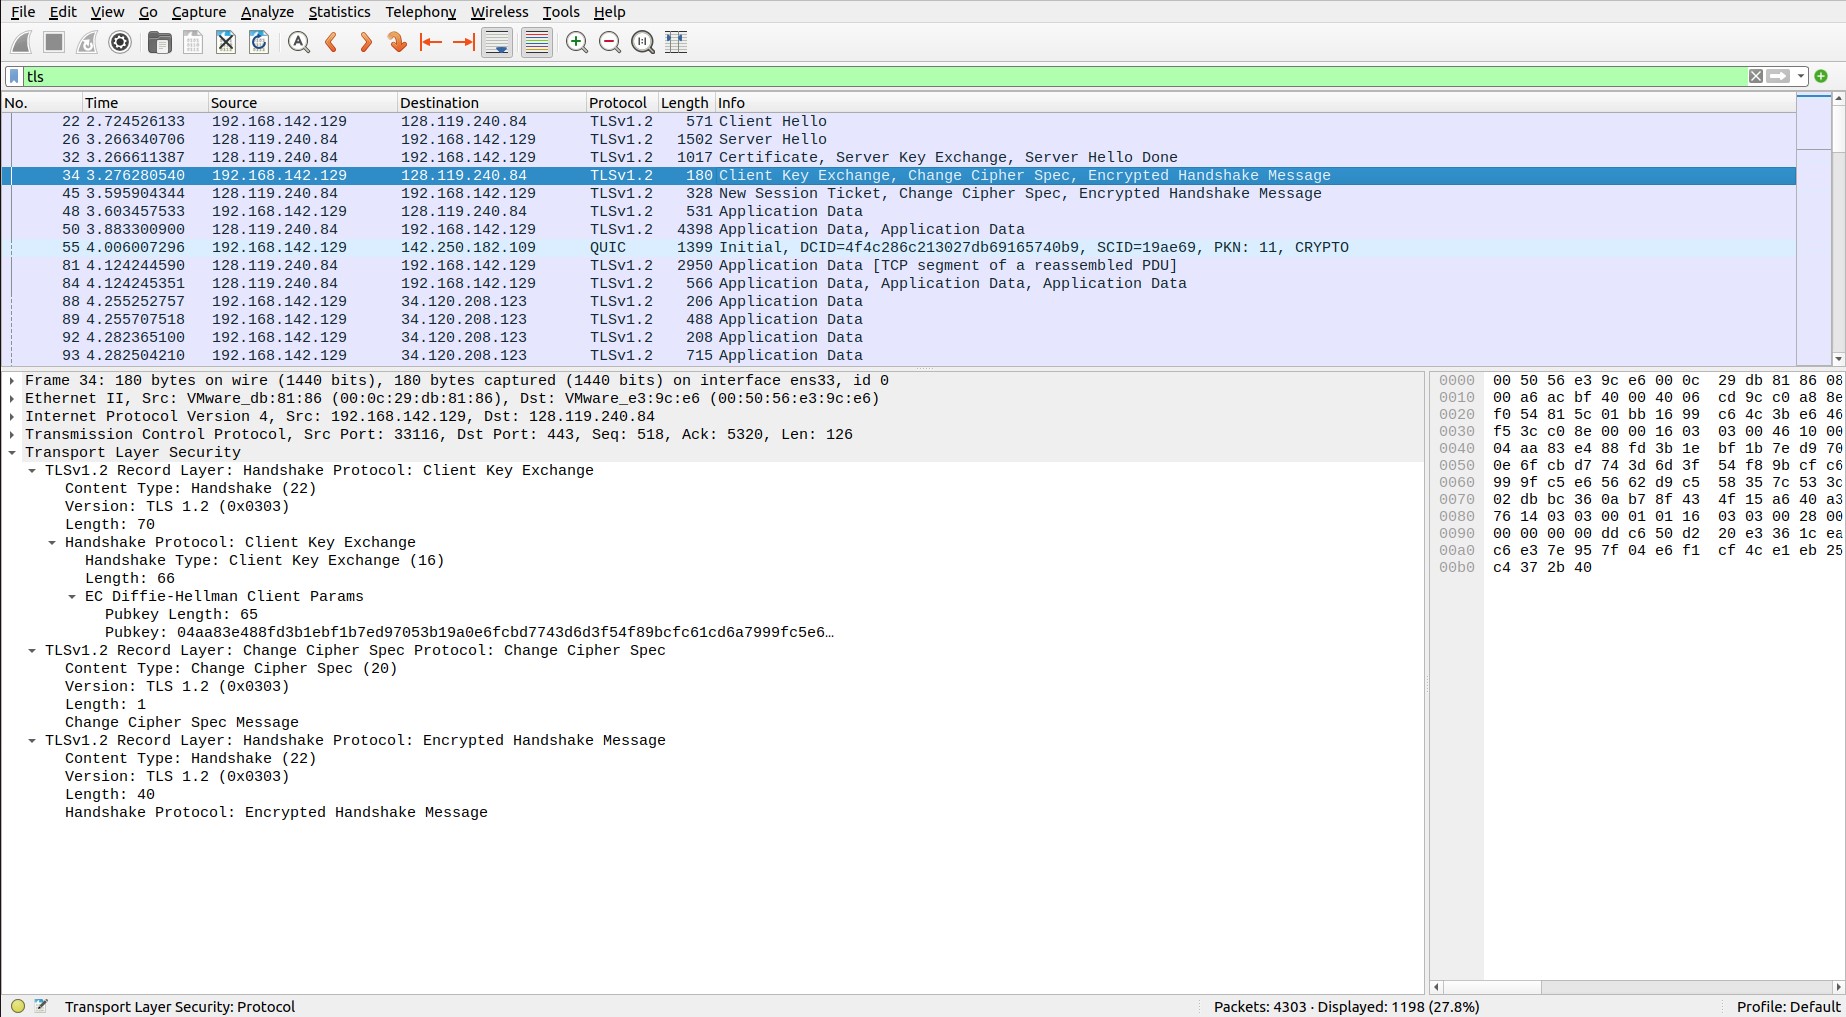 File Edit View Go Capture Analyze Statistics Telephony Wireless Tools Help
tls
No. Time Source Destination Protocol Length Info
22 2.724526133 192.168.142.129 128.119.240.84 TLSv1.2 571 Client Hello
26 3.266340706 128.119.240.84 192.168.142.129 TLSv1.2 1502 Server Hello
32 3.266611387 128.119.240.84 192.168.142.129 TLSv1.2 1017 Certificate, Server Key Exchange, Server Hello Done
34 3.276280540 192.168.142.129 128.119.240.84 TLSv1.2 180 Client Key Exchange, Change Cipher Spec, Encrypted Handshake Message
45 3.595904344 128.119.240.84 192.168.142.129 TLSv1.2 328 New Session Ticket, Change Cipher Spec, Encrypted Handshake Message
48 3.603457533 192.168.142.129 128.119.240.84 TLSv1.2 531 Application Data
50 3.883300900 128.119.240.84 192.168.142.129 TLSv1.2 4398 Application Data, Application Data
55 4.006007296 192.168.142.129 142.250.182.109 QUIC 1399 Initial, DCID=4f4c286c213027db69165740b9, SCID=19ae69, PKN: 11, CRYPTO
81 4.124244590 128.119.240.84 192.168.142.129 TLSv1.2 2950 Application Data [TCP segment of a reassembled PDU]
84 4.124245351 128.119.240.84 192.168.142.129 TLSv1.2 566 Application Data, Application Data, Application Data
88 4.255252757 192.168.142.129 34.120.208.123 TLSv1.2 206 Application Data
89 4.255707518 192.168.142.129 34.120.208.123 TLSv1.2 488 Application Data
92 4.282365100 192.168.142.129 34.120.208.123 TLSv1.2 208 Application Data
93 4.282504210 192.168.142.129 34.120.208.123 TLSv1.2 715 Application Data
Frame 34: 180 bytes on wire (1440 bits), 180 bytes captured (1440 bits) on interface ens33, id 0
Ethernet II, Src: VMware_db:81:86 (00:0c:29:db:81:86), Dst: VMware_e3:9c:e6 (00:50:56:e3:9c:e6)
Internet Protocol Version 4, Src: 192.168.142.129, Dst: 128.119.240.84
Transmission Control Protocol, Src Port: 33116, Dst Port: 443, Seq: 518, Ack: 5320, Len: 126
Transport Layer Security
TLSv1.2 Record Layer: Handshake Protocol: Client Key Exchange
Content Type: Handshake (22)
Version: TLS 1.2 (0x0303)
Length: 70
Handshake Protocol: Client Key Exchange
Handshake Type: Client Key Exchange (16)
Length: 66
EC Diffie-Hellman Client Params
Pubkey Length: 65
Pubkey: 04aa83e488fd3b1ebf1b7ed97053b19a0e6fcbd7743d6d3f54f89bcfc61cd6a7999fc5e6…
TLSv1.2 Record Layer: Change Cipher Spec Protocol: Change Cipher Spec
Content Type: Change Cipher Spec (20)
Version: TLS 1.2 (0x0303)
Length: 1
Change Cipher Spec Message
TLSv1.2 Record Layer: Handshake Protocol: Encrypted Handshake Message
Content Type: Handshake (22)
Version: TLS 1.2 (0x0303)
Length: 40
Handshake Protocol: Encrypted Handshake Message
0000 00 50 56 e3 9c e6 00 0c 29 db 81 86 08
0010 00 a6 ac bf 40 00 40 06 cd 9c c0 a8 8e
0020 f0 54 81 5c 01 bb 16 99 c6 4c 3b e6 46
0030 f5 3c c0 8e 00 00 16 03 03 00 46 10 00
0040 04 aa 83 e4 88 fd 3b 1e bf 1b 7e d9 70
0050 0e 6f cb d7 74 3d 6d 3f 54 f8 9b cf c6
0060 99 9f c5 e6 56 62 d9 c5 58 35 7c 53 3c
0070 02 db bc 36 0a b7 8f 43 4f 15 a6 40 a3
0080 76 14 03 03 00 01 01 16 03 03 00 28 00
0090 00 00 00 00 dd c6 50 d2 20 e3 36 1c ea
00a0 c6 e3 7e 95 7f 04 e6 f1 cf 4c e1 eb 25
00b0 c4 37 2b 40
Transport Layer Security: Protocol Packets: 4303 · Displayed: 1198 (27.8%) Profile: Default